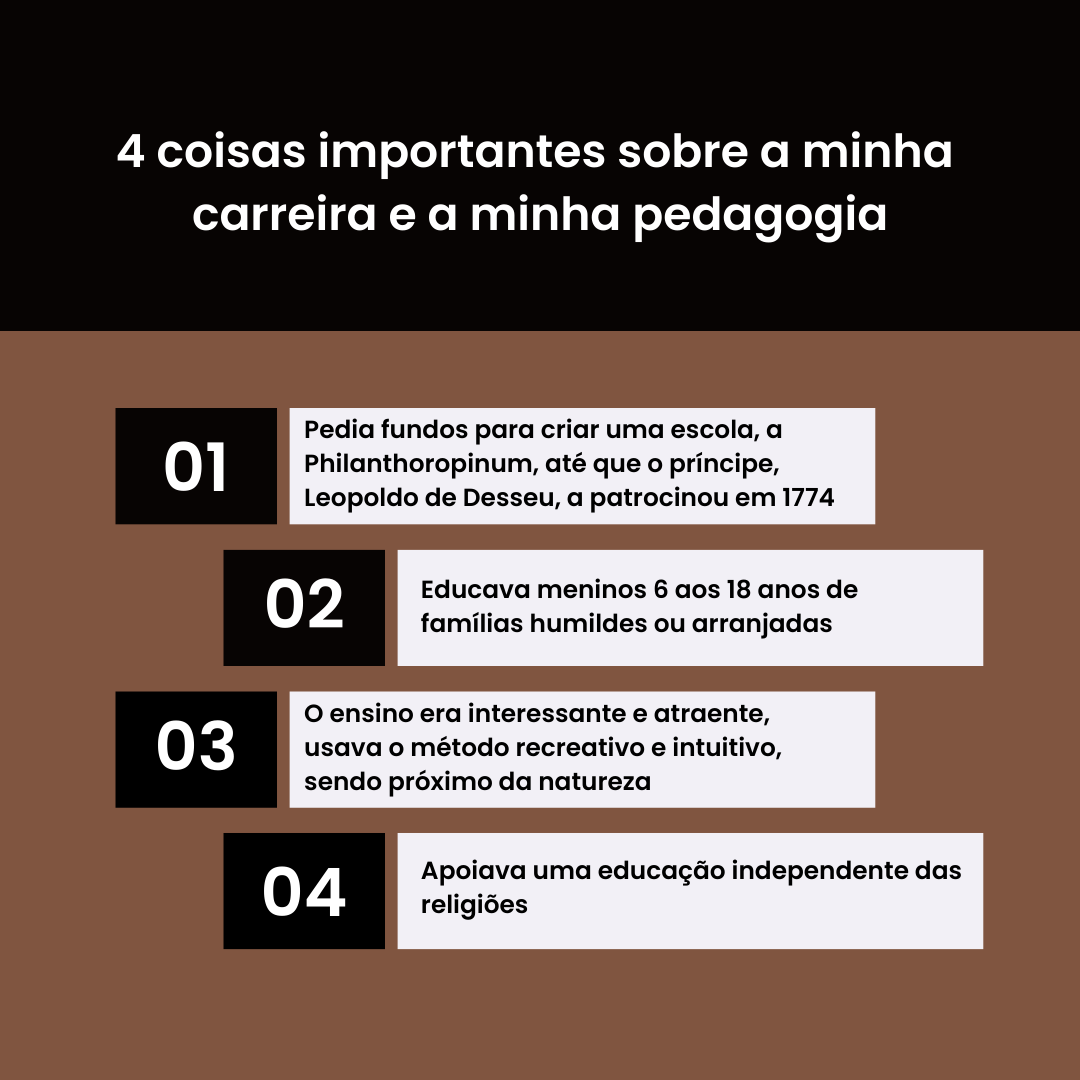 4 coisas importantes sobre a minha
carreira e a minha pedagogia
01
Pedia fundos para criar uma escola, a
Philanthoropinum, até que o príncipe,
Leopoldo de Desseu, a patrocinou em 1774
02
Educava meninos 6 aos 18 anos de
famílias humildes ou arranjadas
03
O ensino era interessante e atraente,
usava o método recreativo e intuitivo,
sendo próximo da natureza
04
Apoiava uma educação independente das
religiões